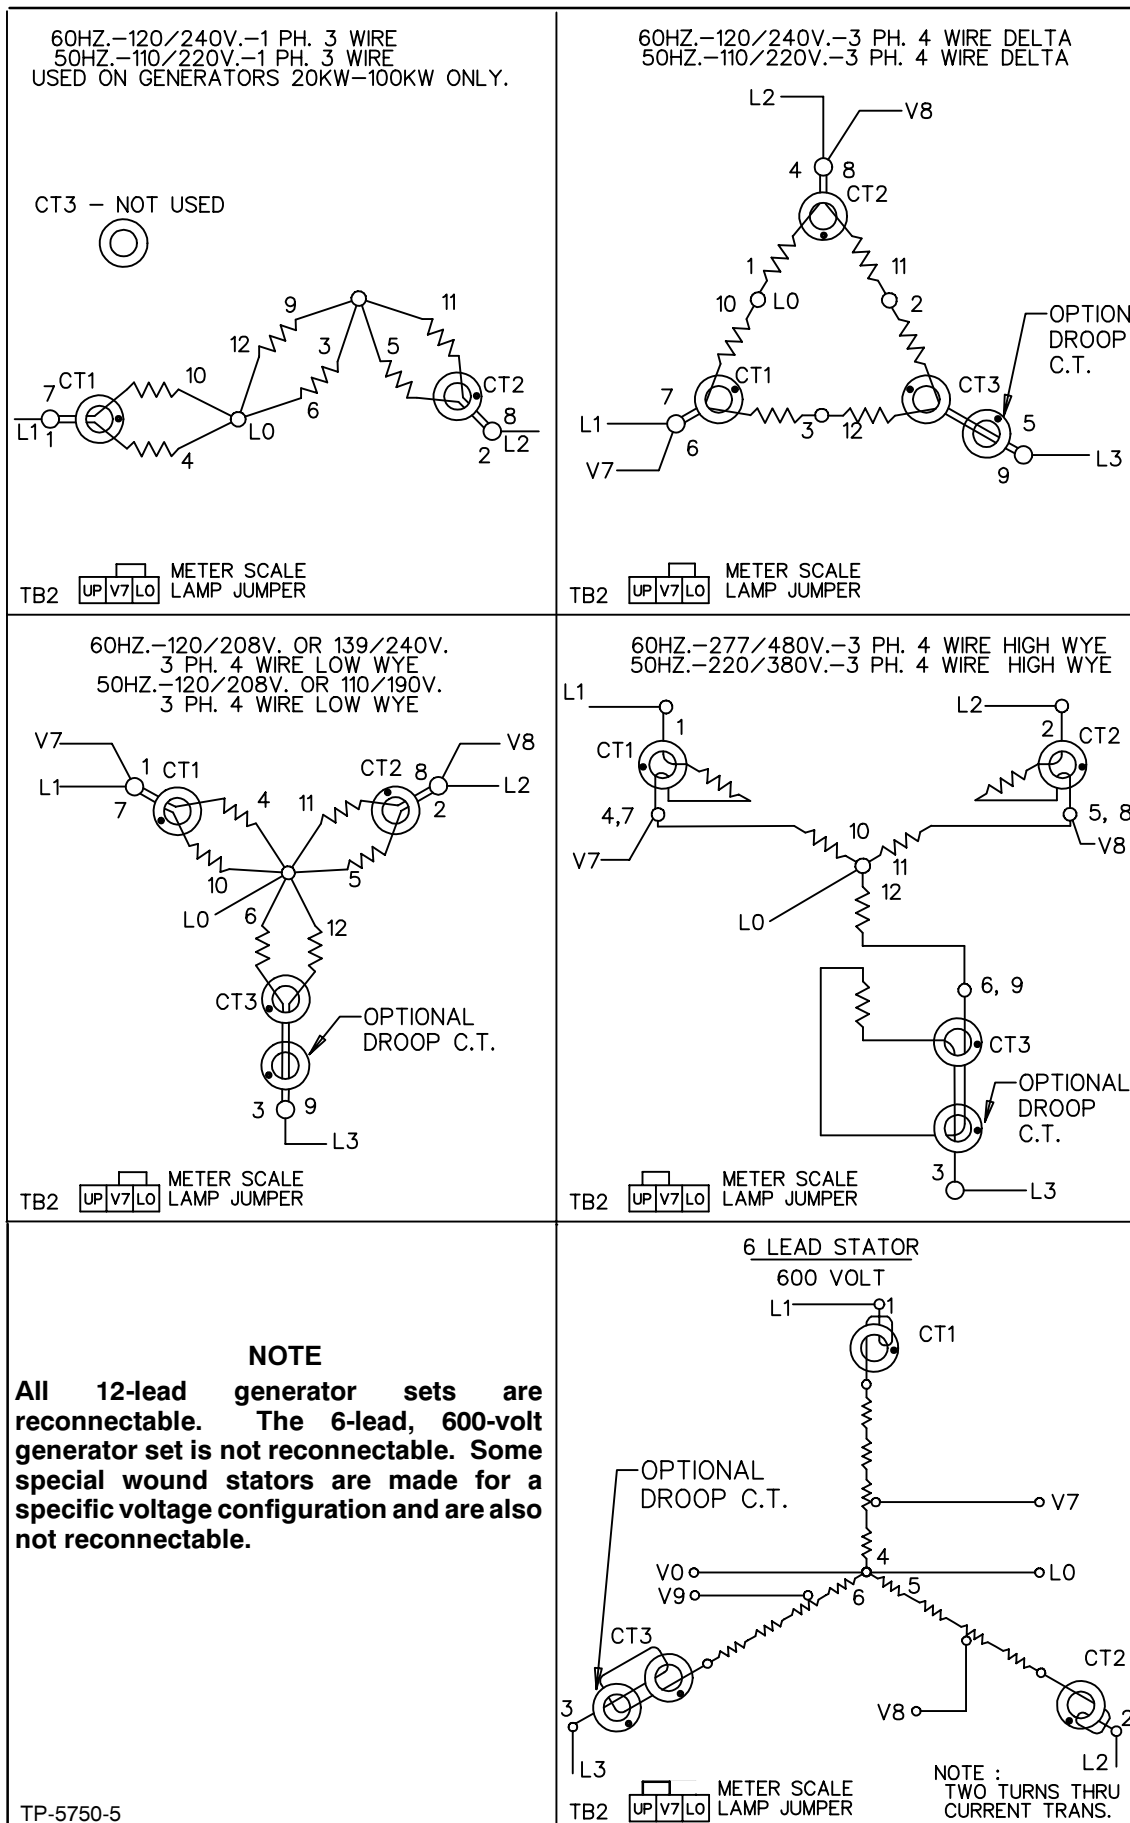 60HZ.-120/240V.-1 PH. 3 WIRE
50HZ.-110/220V.-1 PH. 3 WIRE
USED ON GENERATORS 20KW-100KW ONLY.
CT3 - NOT USED
9
11
12
3
5
7
CT1
10
6
CT2
8
L1
1
4
L0
2
L2
TB2
UP V7 L0
METER SCALE
LAMP JUMPER
60HZ.-120/240V.-3 PH. 4 WIRE DELTA
50HZ.-110/220V.-3 PH. 4 WIRE DELTA
L2
V8
4
8
CT2
1
11
10
L0
2
OPTION
DROOP
C.T.
CT1
CT3
7
L1
3
12
5
6
V7
9
L3
TB2
UP V7 L0
METER SCALE
LAMP JUMPER
60HZ.-120/208V. OR 139/240V.
3 PH. 4 WIRE LOW WYE
50HZ.-120/208V. OR 110/190V.
3 PH. 4 WIRE LOW WYE
V7
V8
1
CT1
CT2
8
L1
4
11
L2
7
2
10
5
L0
6
12
CT3
OPTIONAL
DROOP C.T.
3
9
L3
TB2
UP V7 L0
METER SCALE
LAMP JUMPER
60HZ.-277/480V.-3 PH. 4 WIRE HIGH WYE
50HZ.-220/380V.-3 PH. 4 WIRE HIGH WYE
L1
L2
1
2
CT1
CT2
4,7
5, 8
10
V7
11
V8
12
L0
6, 9
CT3
OPTIONAL
DROOP
C.T.
3
L3
TB2
UP V7 L0
METER SCALE
LAMP JUMPER
NOTE
All 12-lead generator sets are
reconnectable. The 6-lead, 600-volt
generator set is not reconnectable. Some
special wound stators are made for a
specific voltage configuration and are also
not reconnectable.
TP-5750-5
6 LEAD STATOR
600 VOLT
L1
1
CT1
OPTIONAL
DROOP C.T.
V7
4
V0
L0
V9
6
5
CT3
CT2
3
V8
2
L3
L2
TB2
UP V7 L0
METER SCALE
LAMP JUMPER
NOTE :
TWO TURNS THRU
CURRENT TRANS.